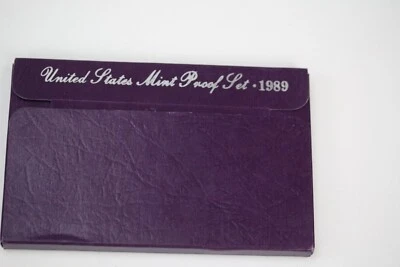 United States Mint Proof Set · 1989